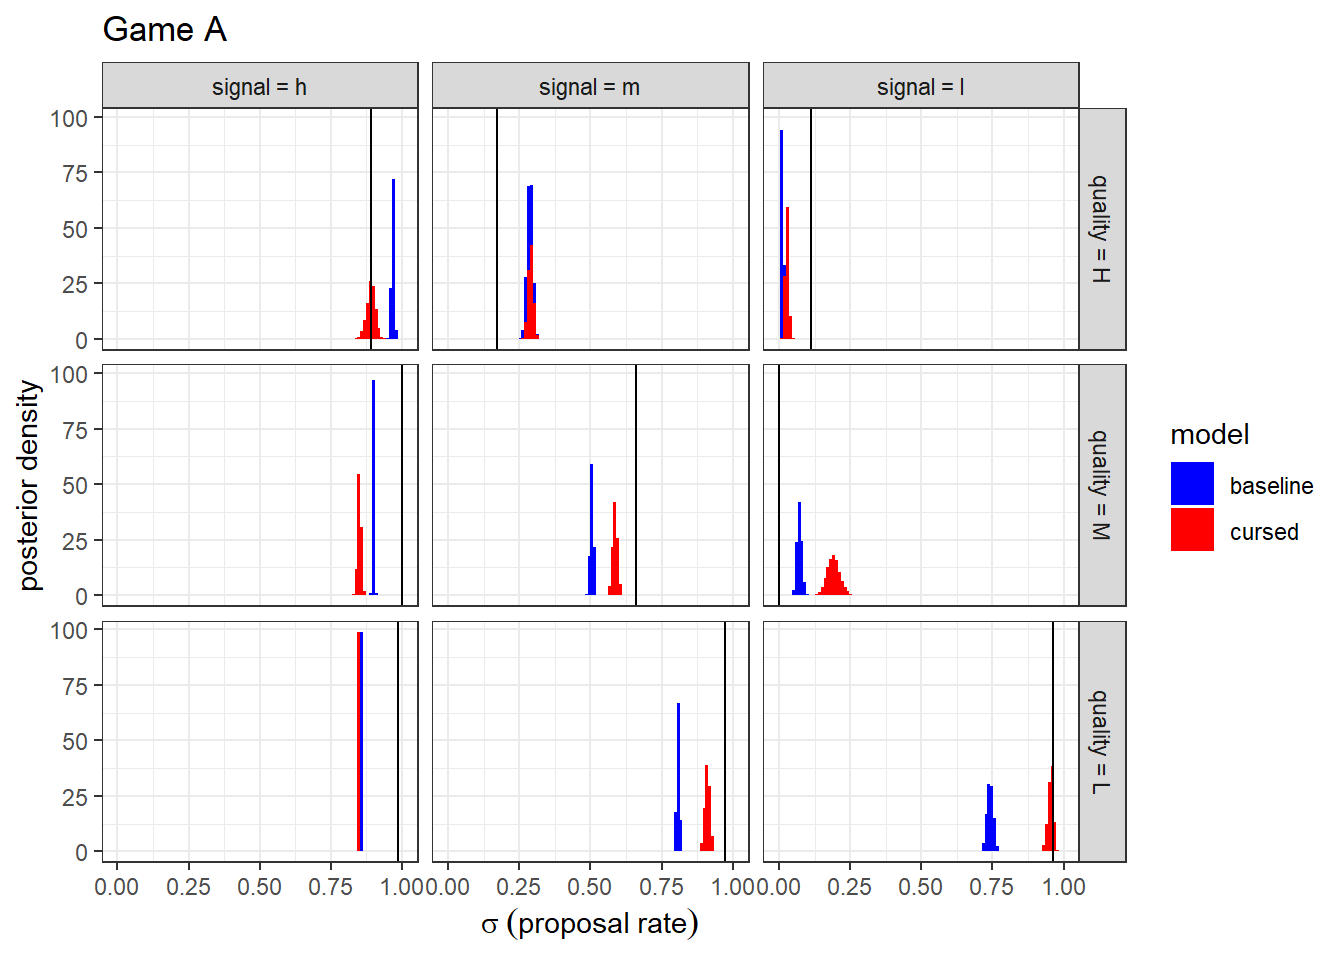 Game A
signal = h
signal = m
signal = l
100
75
50
25
0
quality = H
100
75
50
25
0
quality = M
100
75
50
25
0
quality = L
0.00 0.25 0.50 0.75 1.00
0.00 0.25 0.50 0.75 1.00
0.00 0.25 0.50 0.75 1.00
σ (proposal rate)
posterior density
model
baseline
cursed